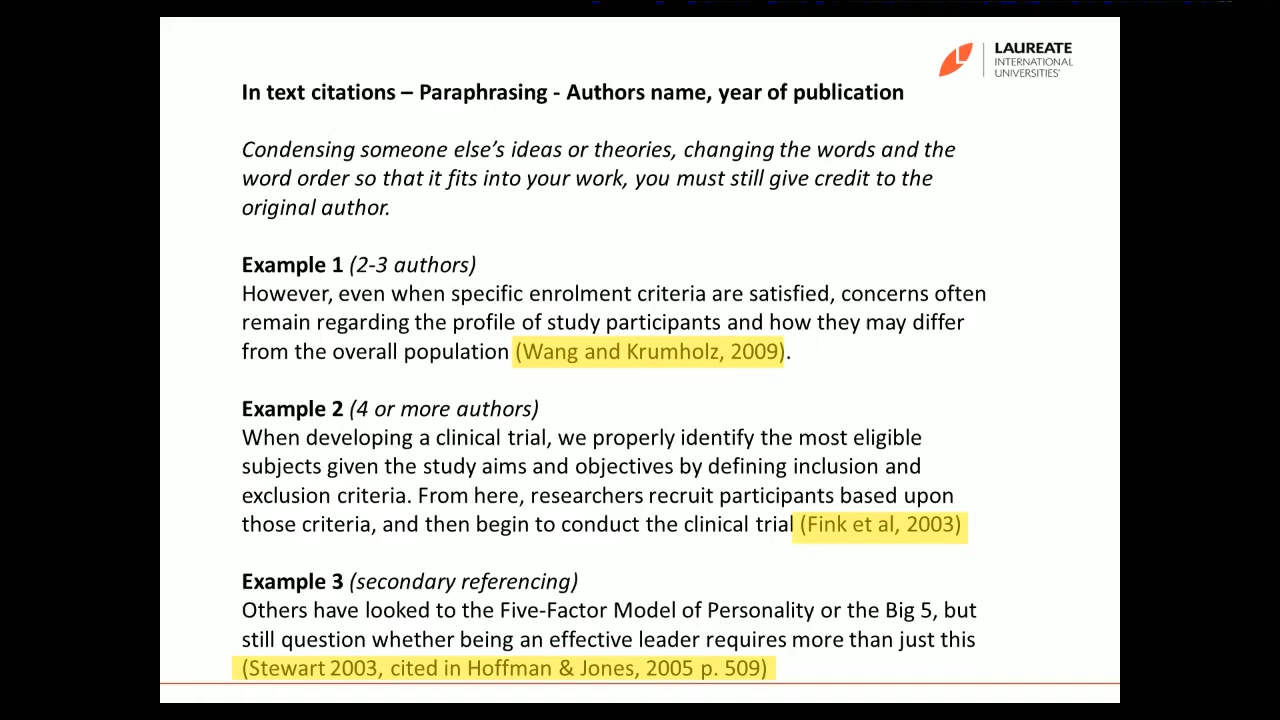 LAUREATE
INTERNATIONAL
UNIVERSITIES'
In text citations – Paraphrasing - Authors name, year of publication
Condensing someone else’s ideas or theories, changing the words and the
word order so that it fits into your work, you must still give credit to the
original author.
Example 1 (2-3 authors)
However, even when specific enrolment criteria are satisfied, concerns often
remain regarding the profile of study participants and how they may differ
from the overall population (Wang and Krumholz, 2009).
Example 2 (4 or more authors)
When developing a clinical trial, we properly identify the most eligible
subjects given the study aims and objectives by defining inclusion and
exclusion criteria. From here, researchers recruit participants based upon
those criteria, and then begin to conduct the clinical trial (Fink et al, 2003)
Example 3 (secondary referencing)
Others have looked to the Five-Factor Model of Personality or the Big 5, but
still question whether being an effective leader requires more than just this
(Stewart 2003, cited in Hoffman & Jones, 2005 p. 509)